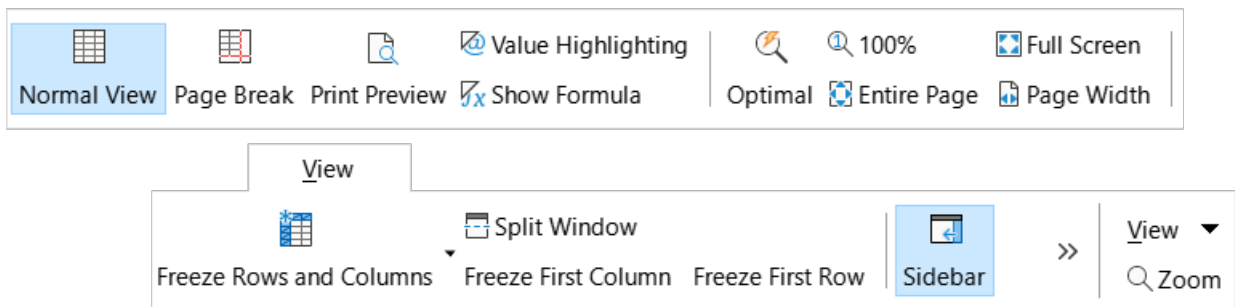 Value Highlighting 100% Full Screen
Normal View Page Break Print Preview Show Formula Optimal Entire Page Page Width
View
Split Window View
Freeze Rows and Columns Freeze First Column Freeze First Row Sidebar Zoom